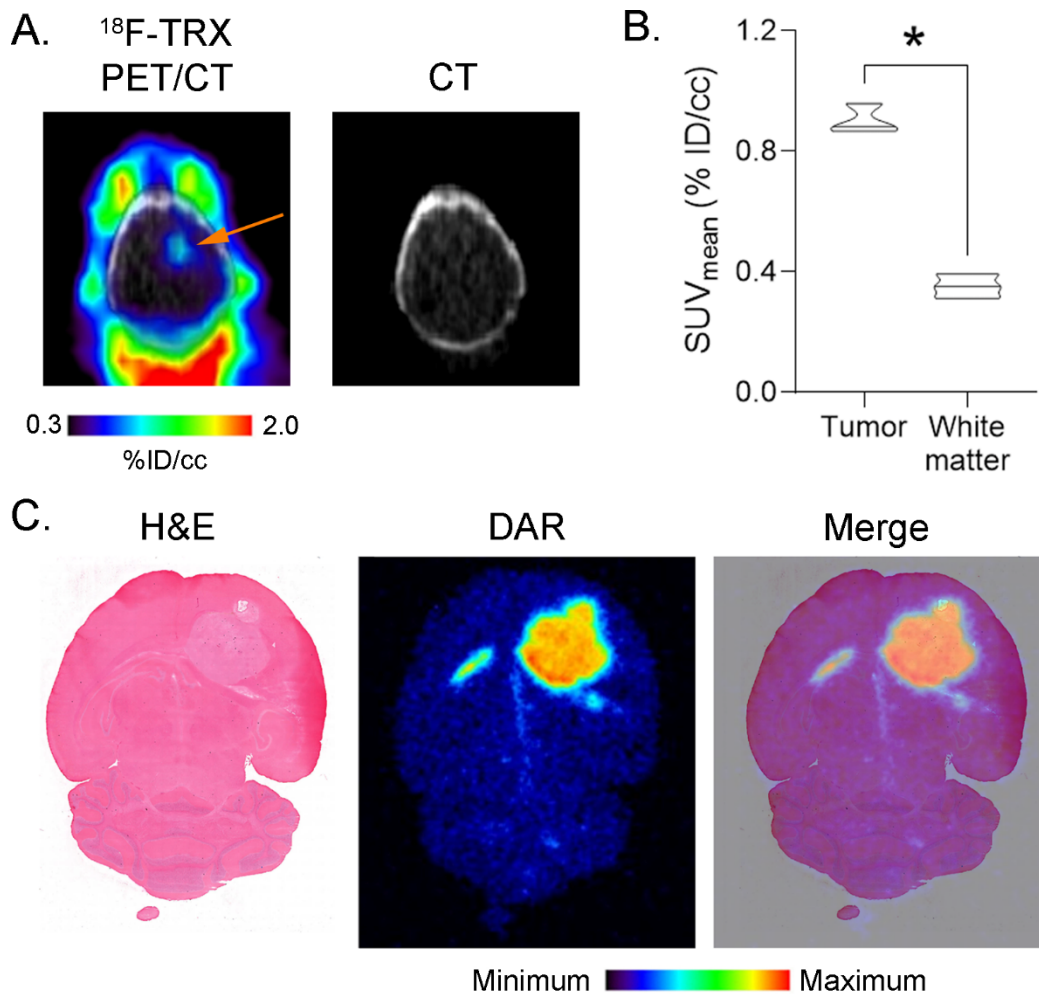 A.
¹⁸F-TRX
PET/CT
CT
0.3
2.0
%ID/cc
B.
*
SUVmean (% ID/cc)
1.2
0.8
0.4
0.0
Tumor
White
matter
C.
H&E
DAR
Merge
Minimum
Maximum